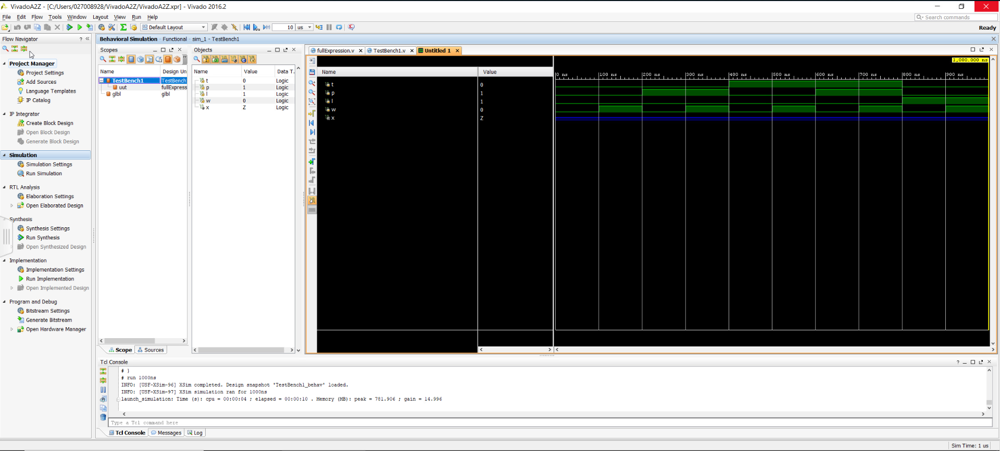 VivadoA2Z - [C:/Users/027008928/VivadoA2Z/VivadoA2Z.xpr] - Vivado 2016.2
File Edit Flow Tools Window Layout View Run Help
Search commands
Default Layout
10 us
Ready
Flow Navigator
Project Manager
Project Settings
Add Sources
Language Templates
IP Catalog
IP Integrator
Create Block Design
Open Block Design
Generate Block Design
Simulation
Simulation Settings
Run Simulation
RTL Analysis
Elaboration Settings
Open Elaborated Design
Synthesis
Synthesis Settings
Run Synthesis
Open Synthesized Design
Implementation
Implementation Settings
Run Implementation
Open Implemented Design
Program and Debug
Bitstream Settings
Generate Bitstream
Open Hardware Manager
Behavioral Simulation - Functional - sim_1 - TestBench1
Scopes
Name Design Un
TestBench1 TestBench
uut fullExpress
glbl glbl
Scope Sources
Objects
Name Value Data T.
t 0 Logic
p 1 Logic
l 1 Logic
w 0 Logic
x Z Logic
fullExpression.v TestBench1.v Untitled 1
Name Value
t 0
p 1
l 1
w 0
x Z
1,000.000 ns
0 ns 100 ns 200 ns 300 ns 400 ns 500 ns 600 ns 700 ns 800 ns 900 ns
Tcl Console
# }
# run 1000ns
INFO: [USF-XSim-96] XSim completed. Design snapshot 'TestBench1_behav' loaded.
INFO: [USF-XSim-97] XSim simulation ran for 1000ns
launch_simulation: Time (s): cpu = 00:00:04 ; elapsed = 00:00:10 . Memory (MB): peak = 781.906 ; gain = 14.996
Type a Tcl command here
Tcl Console Messages Log
Sim Time: 1 us